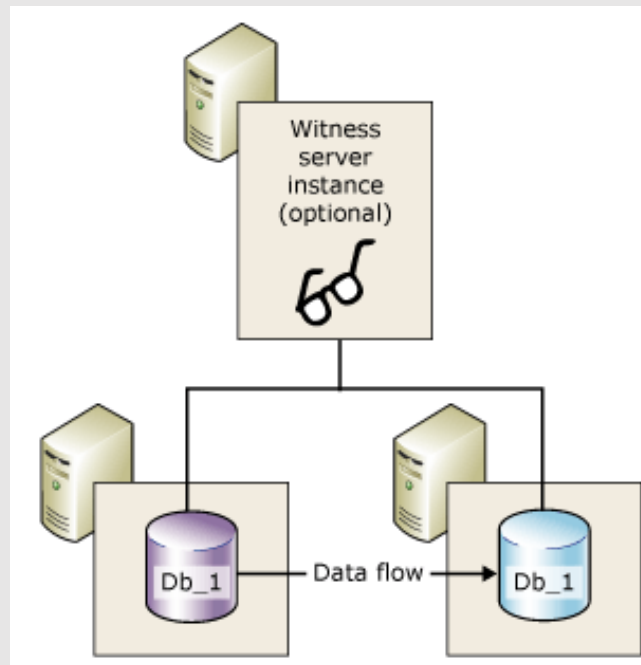 Witness
server
instance
(optional)
Db_1
Data flow
Db_1